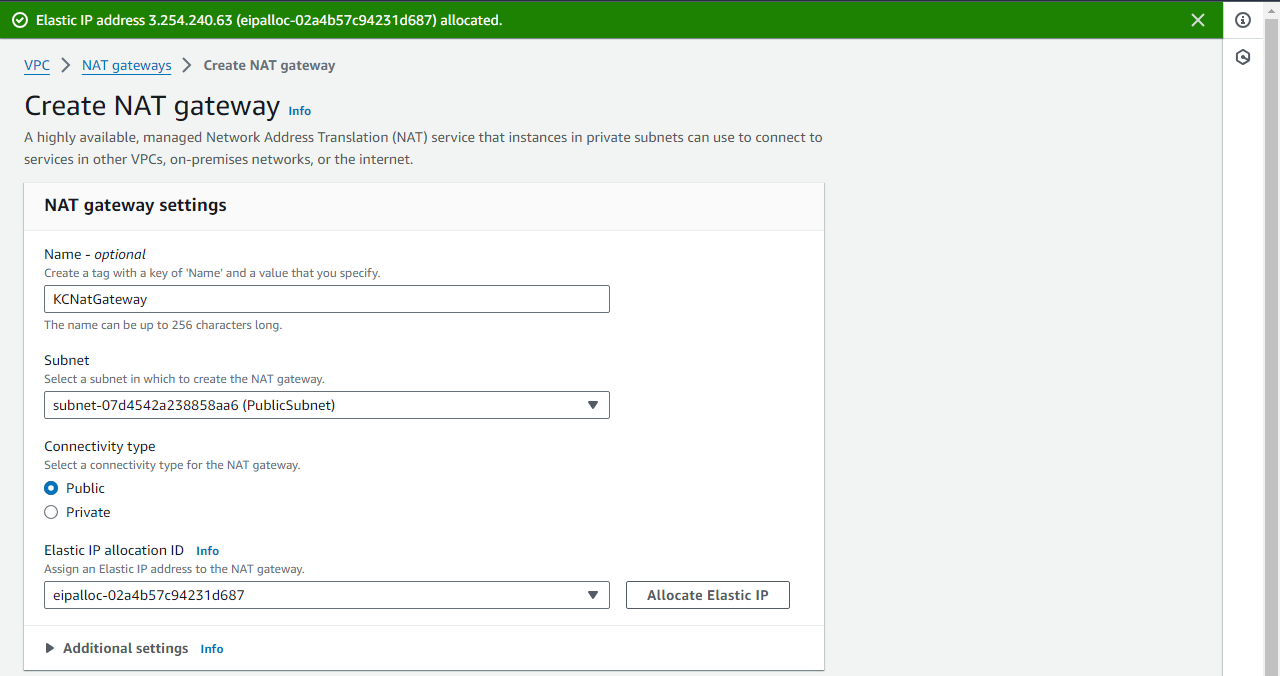 Elastic IP address 3.254.240.63 (eipalloc-02a4b57c94231d687) allocated.
VPC > NAT gateways > Create NAT gateway
Create NAT gateway Info
A highly available, managed Network Address Translation (NAT) service that instances in private subnets can use to connect to
services in other VPCs, on-premises networks, or the internet.
NAT gateway settings
Name - optional
Create a tag with a key of 'Name' and a value that you specify.
KCNatGateway
The name can be up to 256 characters long.
Subnet
Select a subnet in which to create the NAT gateway.
subnet-07d4542a238858aa6 (PublicSubnet)
Connectivity type
Select a connectivity type for the NAT gateway.
Public
Private
Elastic IP allocation ID Info
Assign an Elastic IP address to the NAT gateway.
eipalloc-02a4b57c94231d687 Allocate Elastic IP
Additional settings Info